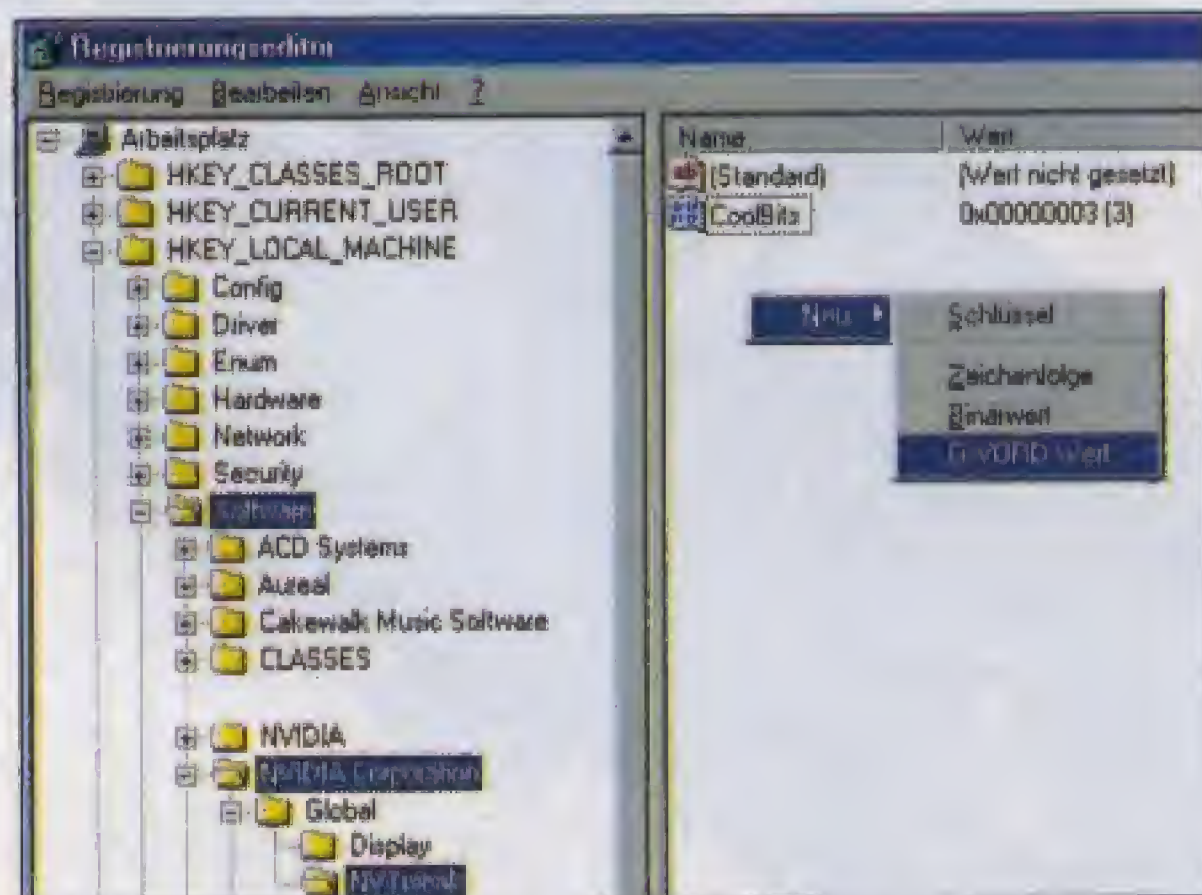 Registrierungseditor
Registrierung Bearbeiten Ansicht ?
Arbeitsplatz
HKEY_CLASSES_ROOT
HKEY_CURRENT_USER
HKEY_LOCAL_MACHINE
Config
Driver
Enum
Hardware
Network
Security
Software
ACD Systems
Aureal
Cakewalk Music Software
CLASSES
NVIDIA
NVIDIA Corporation
Global
Display
NVTweak
Name Wert
(Standard) (Wert nicht gesetzt)
CoolBits 0x00000003 (3)
Neu
Schlüssel
Zeichenfolge
Binärwert
DWORD-Wert